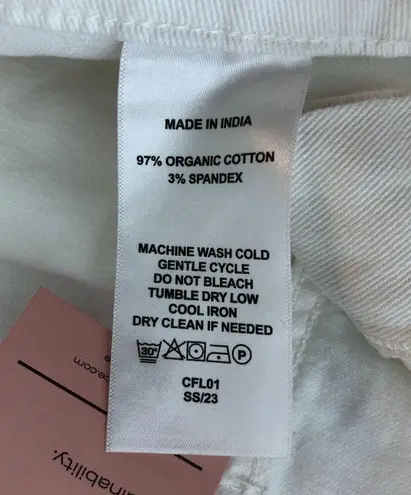 MADE IN INDIA
97% ORGANIC COTTON
3% SPANDEX
MACHINE WASH COLD
GENTLE CYCLE
DO NOT BLEACH
TUMBLE DRY LOW
COOL IRON
DRY CLEAN IF NEEDED
30° P
CFL01
SS/23